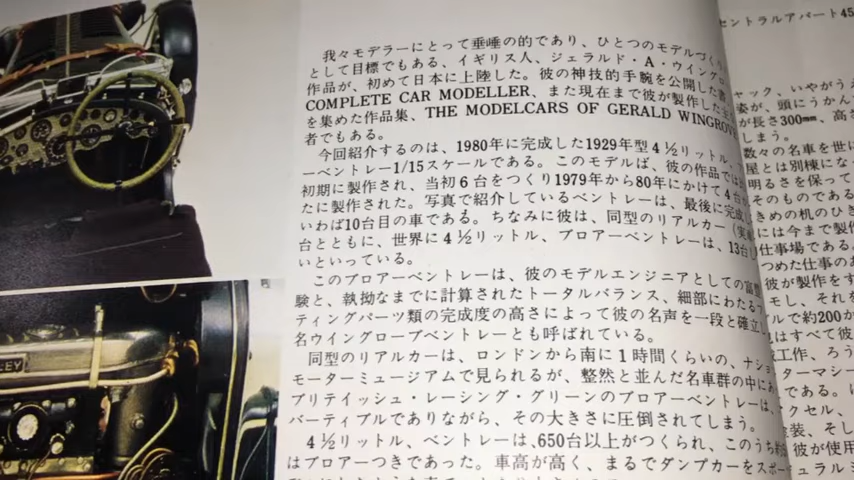 セントラルアパート45
我々モデラーにとって垂唾の的であり、ひとつのモデルづく
として目標でもある、イギリス人、ジェラルド・A・ウイングロ
作品が、初めて日本に上陸した。彼の神技的手腕を公開した書
COMPLETE CAR MODELLER、また現在まで彼が製作した全
を集めた作品集、THE MODELCARS OF GERALD WINGROVE
者でもある。
今回紹介するのは、1980年に完成した1929年型4½リットル、
ーベントレー1/15スケールである。このモデルは、彼の作品では
初期に製作され、当初6台をつくり1979年から80年にかけて4台が
たに製作された。写真で紹介しているベントレーは、最後に完成
いわば10台目の車である。ちなみに彼は、同型のリアルカー
台とともに、世界に4½リットル、ブロアーベントレーは、13台し
いといっている。
このブロアーベントレーは、彼のモデルエンジニアとしての
験と、執拗なまでに計算されたトータルバランス、細部にわたる
ティングパーツ類の完成度の高さによって彼の名声を一段と確立し
名ウイングローブベントレーとも呼ばれている。
同型のリアルカーは、ロンドンから南に1時間くらいの、ナショ
モーターミュージアムで見られるが、整然と並んだ名車群の中に
ブリテイッシュ・レーシング・グリーンのブロアーベントレーは、
バーティブルでありながら、その大きさに圧倒されてしまう。
4½リットル、ベントレーは、650台以上がつくられ、このうち
はブロアーつきであった。車高が高く、まるでダンプカーをスポ
ャック、いやがうえ
姿が、頭にうかん
が長さ300mm、高さ
しまう。
数々の名車を世に
屋とは別棟にな
明るさを保って
そのものである
きめの机のひき
には今まで製
仕事場である。
つめた仕事のあ
彼が製作をす
モし、それを
ルで約200か
はすべて彼
工作、ろう
ターマシー
である。
アクセル、
塗装、そし
彼が使用
ュラルミ
LEY